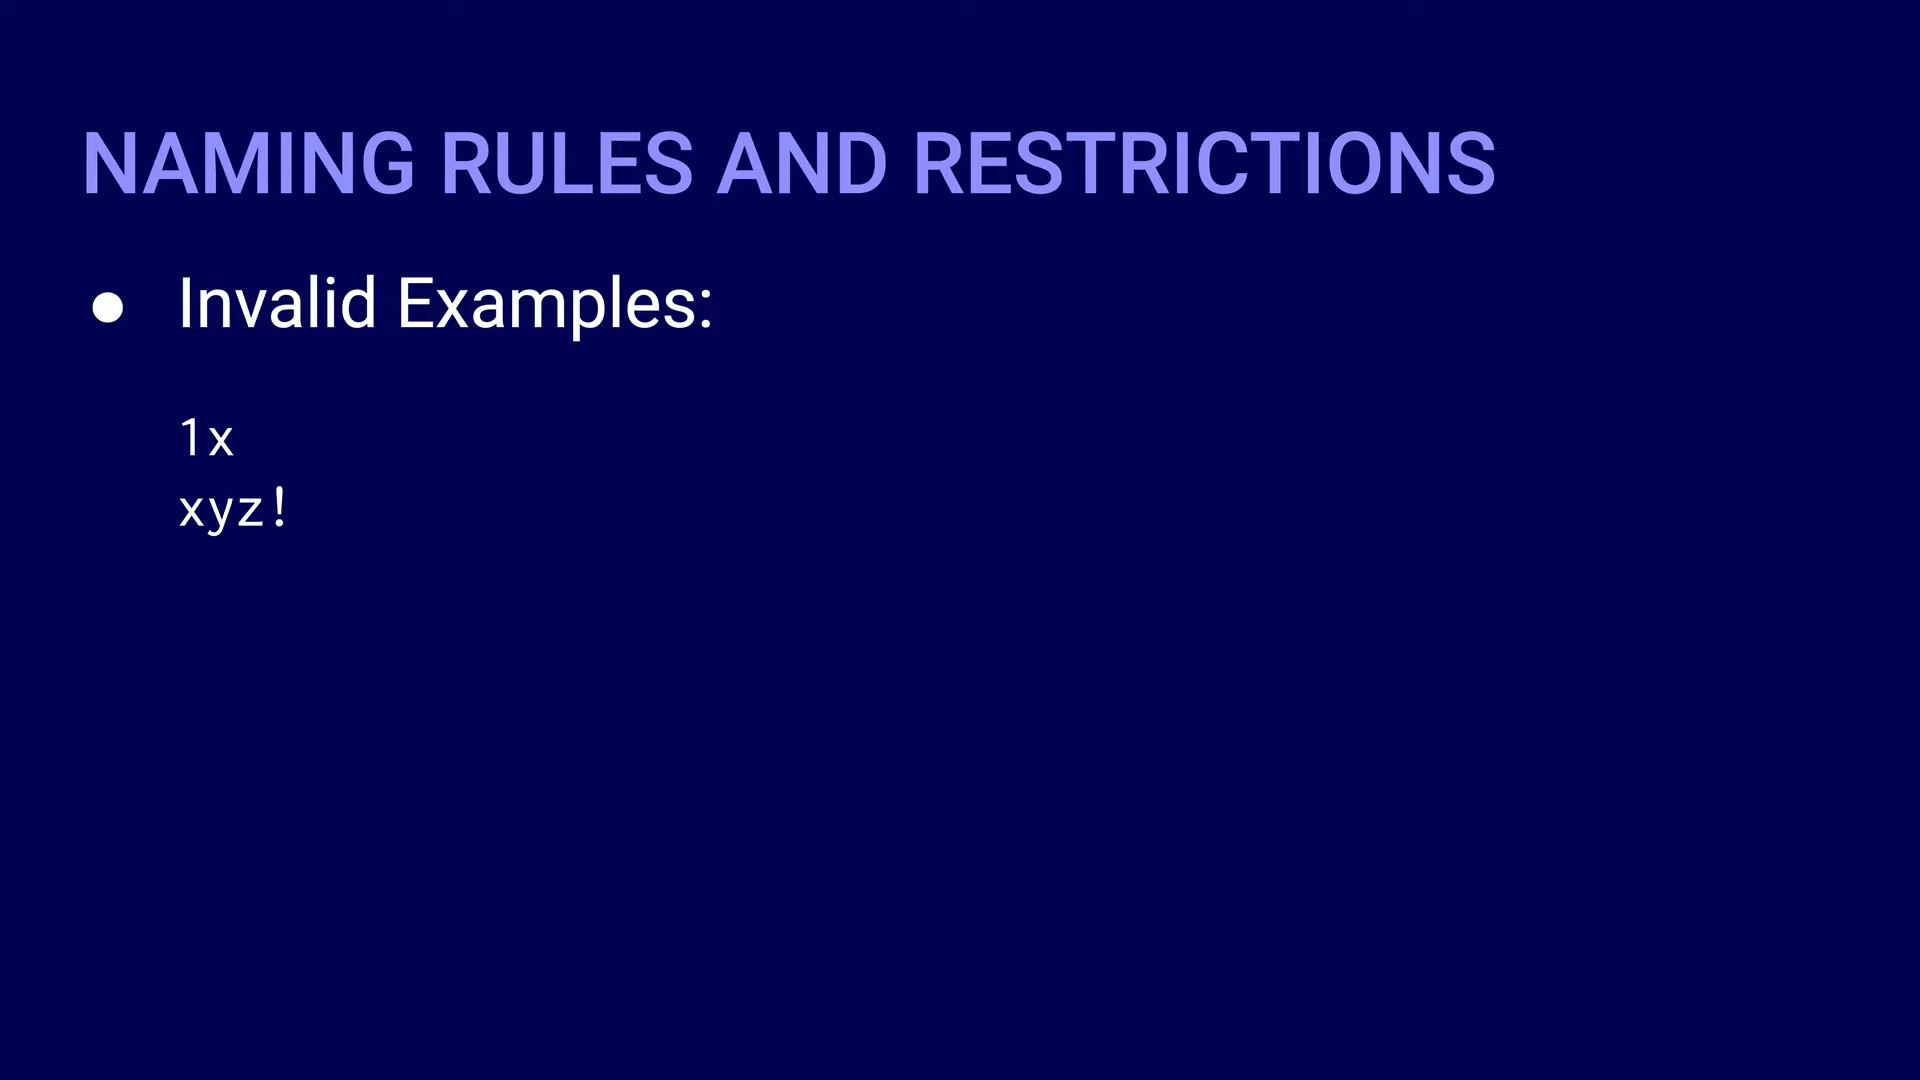 NAMING RULES AND RESTRICTIONS
● Invalid Examples:
1x
xyz!